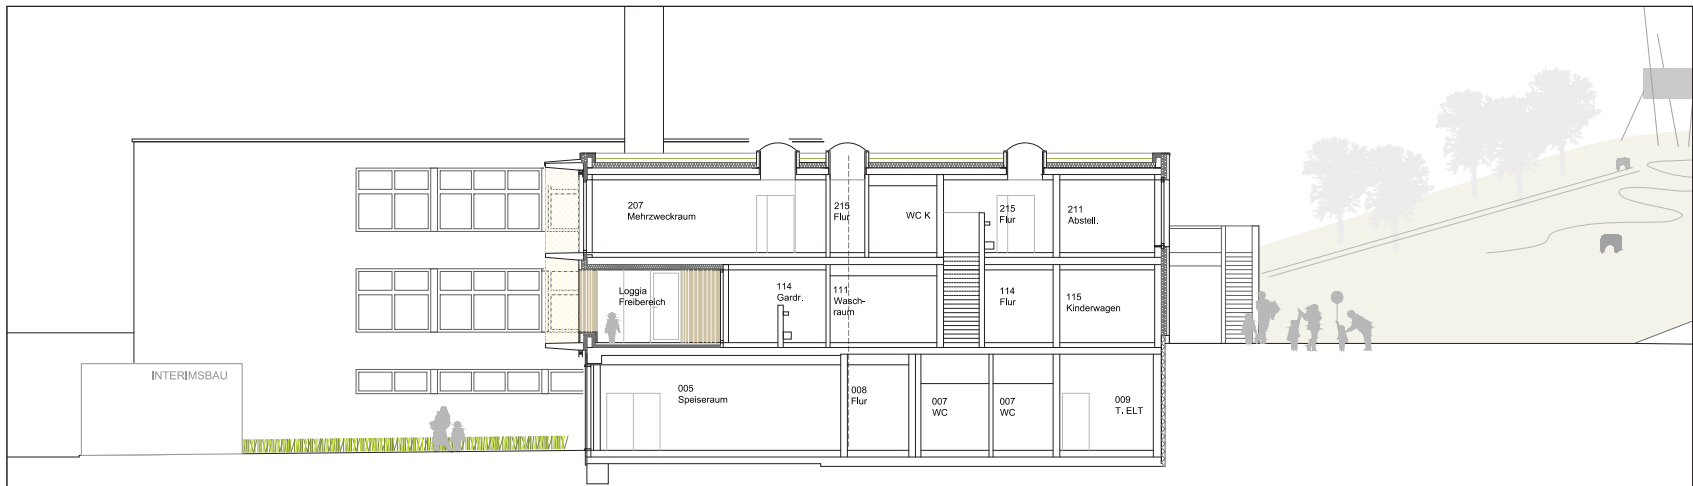 207
Mehrzweckraum
215
Flur
WC K
215
Flur
211
Abstell.
Loggia
Freibereich
114
Gardr.
111
Wasch-
raum
114
Flur
115
Kinderwagen
INTERIMSBAU
005
Speiseraum
008
Flur
007
WC
007
WC
009
T. ELT